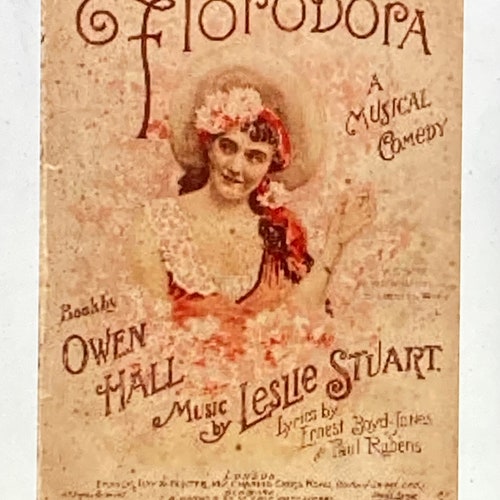 Florodora
A
MUSICAL
COMEDY
Book by
OWEN
HALL
MUSIC
by LESLIE STUART.
Lyrics by
Ernest Boyd-Jones
& Paul Rubens
LONDON